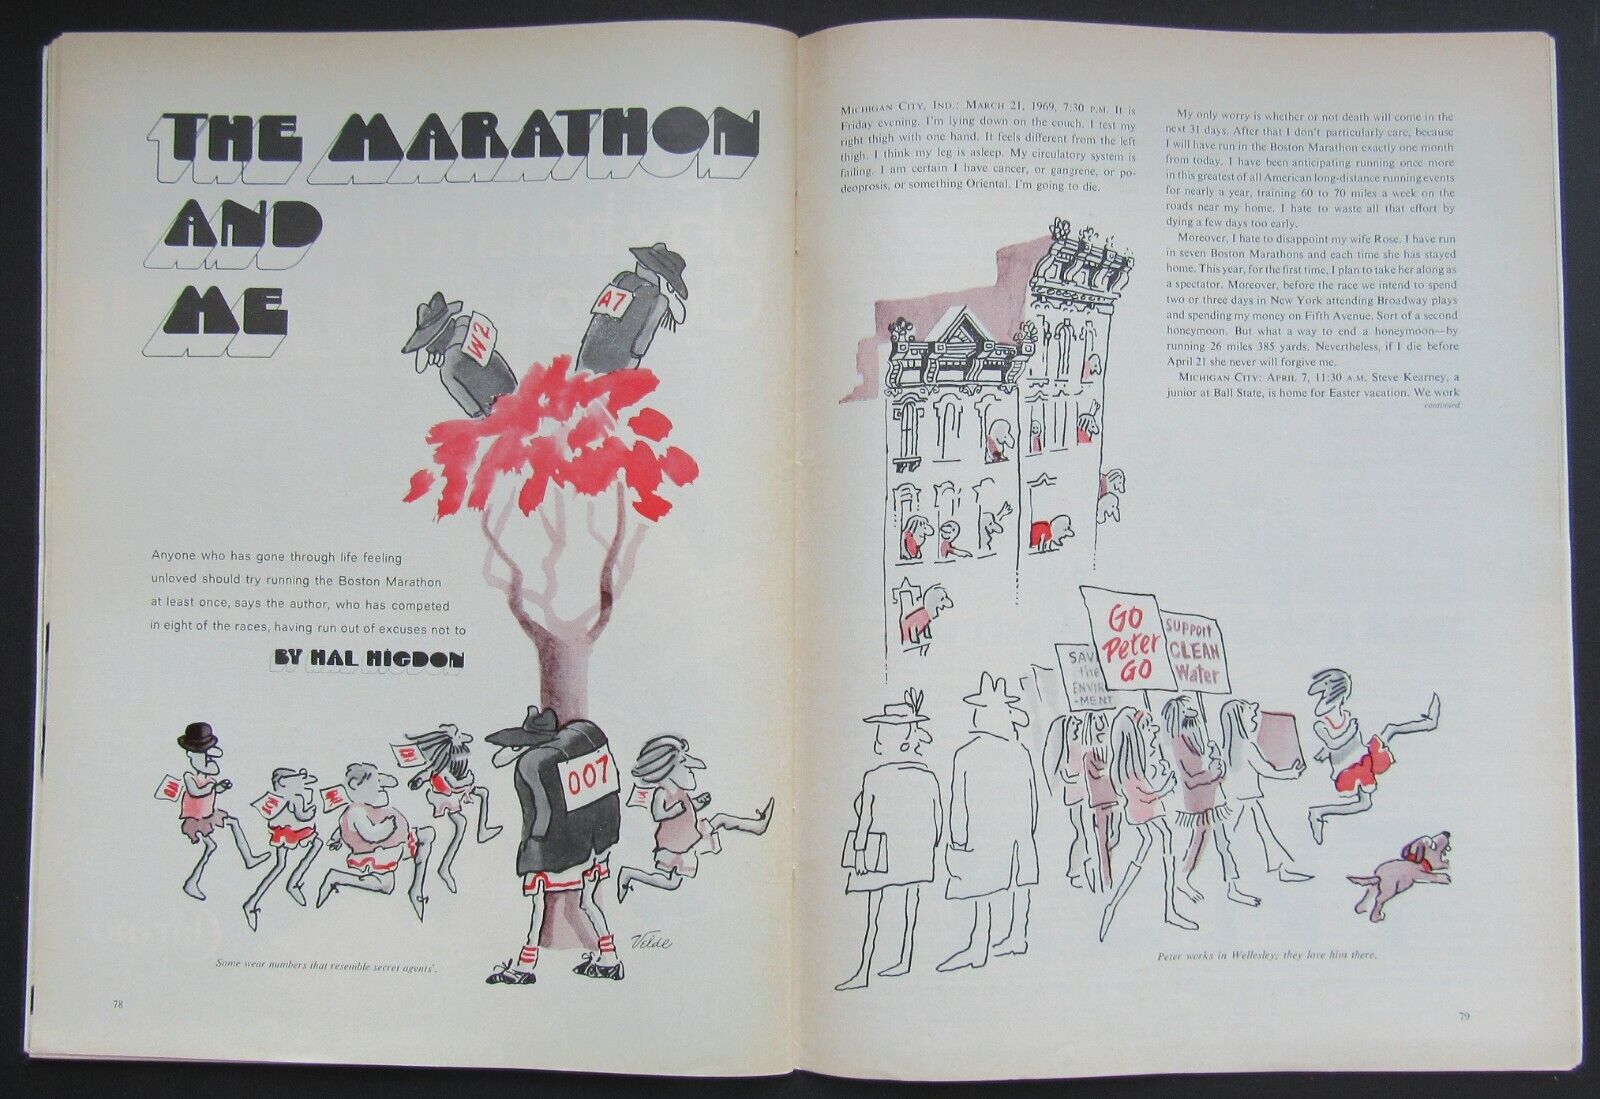 THE MARATHON
AND
ME
W2
A7
Anyone who has gone through life feeling
unloved should try running the Boston Marathon
at least once, says the author, who has competed
in eight of the races, having run out of excuses not to
BY HAL HIGDON
007
Velde
Some wear numbers that resemble secret agents'.
78
MICHIGAN CITY, IND.: MARCH 21, 1969, 7:30 P.M. It is
Friday evening. I'm lying down on the couch. I test my
right thigh with one hand. It feels different from the left
thigh. I think my leg is asleep. My circulatory system is
failing. I am certain I have cancer, or gangrene, or po-
deoprosis, or something Oriental. I'm going to die.
My only worry is whether or not death will come in the
next 31 days. After that I don't particularly care, because
I will have run in the Boston Marathon exactly one month
from today. I have been anticipating running once more
in this greatest of all American long-distance running events
for nearly a year, training 60 to 70 miles a week on the
roads near my home. I hate to waste all that effort by
dying a few days too early.
Moreover, I hate to disappoint my wife Rose. I have run
in seven Boston Marathons and each time she has stayed
home. This year, for the first time, I plan to take her along as
a spectator. Moreover, before the race we intend to spend
two or three days in New York attending Broadway plays
and spending my money on Fifth Avenue. Sort of a second
honeymoon. But what a way to end a honeymoon—by
running 26 miles 385 yards. Nevertheless, if I die before
April 21 she never will forgive me.
MICHIGAN CITY: APRIL 7, 11:30 A.M. Steve Kearney, a
junior at Ball State, is home for Easter vacation. We work
continued
SAVE
the
ENVIR
-MENT
GO
Peter
GO
SUPPORT
CLEAN
Water
Peter works in Wellesley; they love him there.
79